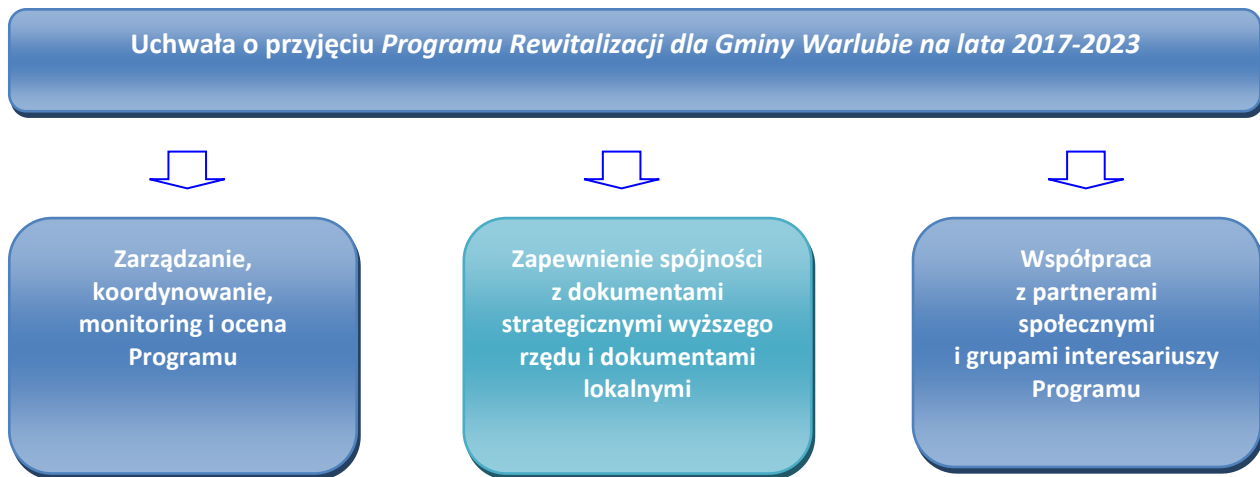 Uchwała o przyjęciu Programu Rewitalizacji dla Gminy Warlubie na lata 2017-2023
Zarządzanie,
koordynowanie,
monitoring i ocena
Programu
Zapewnienie spójności
z dokumentami
strategicznymi wyższego
rzędu i dokumentami
lokalnymi
Współpraca
z partnerami
społecznymi
i grupami interesariuszy
Programu